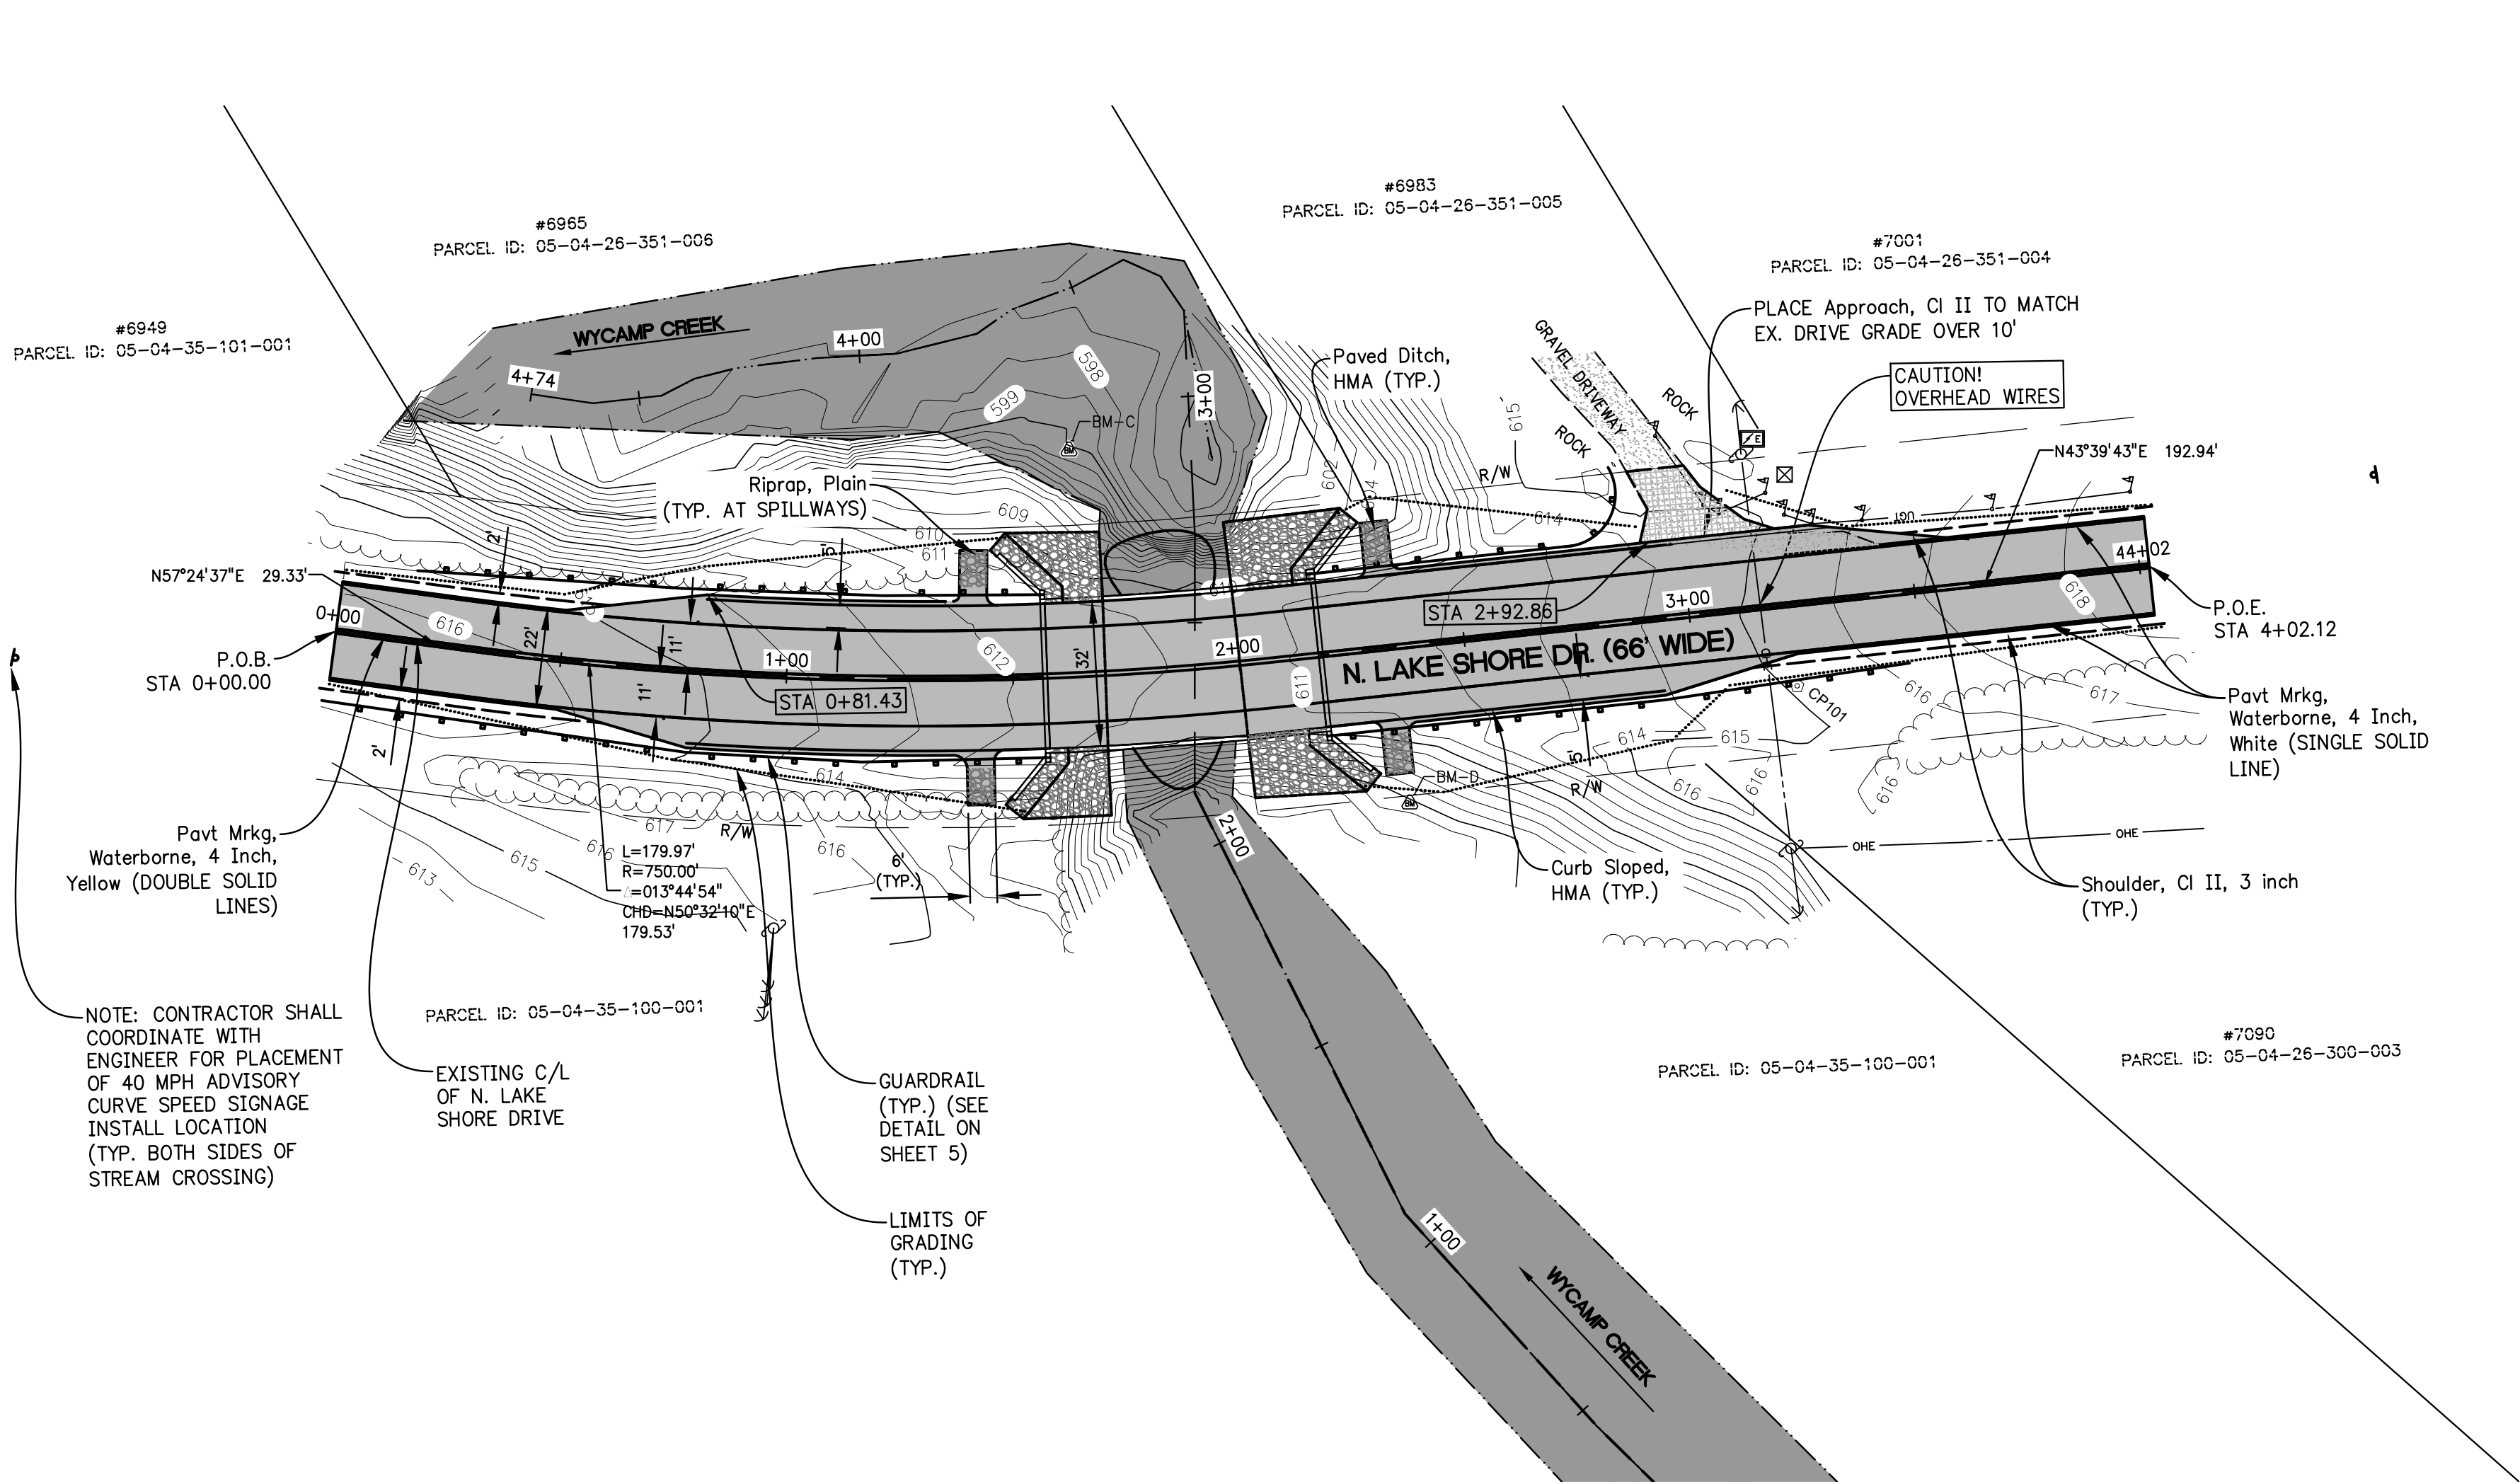 #6983
PARCEL ID: 05-04-26-351-005
#6965
PARCEL ID: 05-04-26-351-006
#7001
PARCEL ID: 05-04-26-351-004
#6949
PARCEL ID: 05-04-35-101-001
PLACE Approach, Cl II TO MATCH
EX. DRIVE GRADE OVER 10'
WYCAMP CREEK
4+00
4+74
3+00
598
599
BM-C
BM
Paved Ditch,
HMA (TYP.)
GRAVEL DRIVEWAY
ROCK
ROCK
615
CAUTION!
OVERHEAD WIRES
E
N43°39'43"E 192.94'
R/W
602
614
UGT
Riprap, Plain
(TYP. AT SPILLWAYS)
609
610
611
2'
5'
N57°24'37"E 29.33'
0+00
616
22'
11'
11'
P.O.B.
STA 0+00.00
1+00
STA 0+81.43
612
32'
2+00
611
STA 2+92.86
3+00
N. LAKE SHORE DR. (66' WIDE)
44+02
618
P.O.E.
STA 4+02.12
616
617
CP101
Pavt Mrkg,
Waterborne, 4 Inch,
White (SINGLE SOLID
LINE)
2'
614
5'
614
615
616
616
616
BM-D
BM
R/W
Pavt Mrkg,
Waterborne, 4 Inch,
Yellow (DOUBLE SOLID
LINES)
617
R/W
616
616
615
613
L=179.97'
R=750.00'
△=013°44'54"
CHD=N50°32'10"E
179.53'
6'
(TYP.)
2+00
Curb Sloped,
HMA (TYP.)
OHE
OHE
Shoulder, Cl II, 3 inch
(TYP.)
NOTE: CONTRACTOR SHALL
COORDINATE WITH
ENGINEER FOR PLACEMENT
OF 40 MPH ADVISORY
CURVE SPEED SIGNAGE
INSTALL LOCATION
(TYP. BOTH SIDES OF
STREAM CROSSING)
PARCEL ID: 05-04-35-100-001
EXISTING C/L
OF N. LAKE
SHORE DRIVE
GUARDRAIL
(TYP.) (SEE
DETAIL ON
SHEET 5)
LIMITS OF
GRADING
(TYP.)
PARCEL ID: 05-04-35-100-001
#7090
PARCEL ID: 05-04-26-300-003
1+00
WYCAMP CREEK